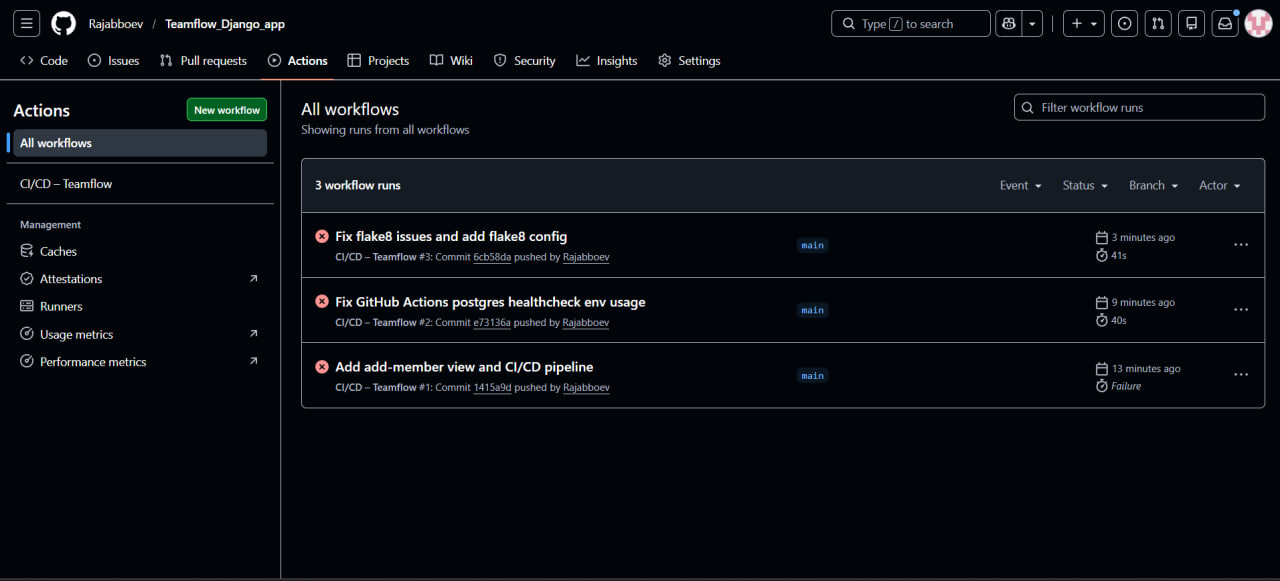 Rajabboev / Teamflow_Django_app
Type / to search
Code
Issues
Pull requests
Actions
Projects
Wiki
Security
Insights
Settings
Actions
New workflow
All workflows
CI/CD – Teamflow
Management
Caches
Attestations
Runners
Usage metrics
Performance metrics
All workflows
Showing runs from all workflows
Filter workflow runs
3 workflow runs
Event
Status
Branch
Actor
Fix flake8 issues and add flake8 config
CI/CD – Teamflow #3: Commit 6cb58da pushed by Rajabboev
main
3 minutes ago
41s
Fix GitHub Actions postgres healthcheck env usage
CI/CD – Teamflow #2: Commit e73136a pushed by Rajabboev
main
9 minutes ago
40s
Add add-member view and CI/CD pipeline
CI/CD – Teamflow #1: Commit 1415a9d pushed by Rajabboev
main
13 minutes ago
Failure